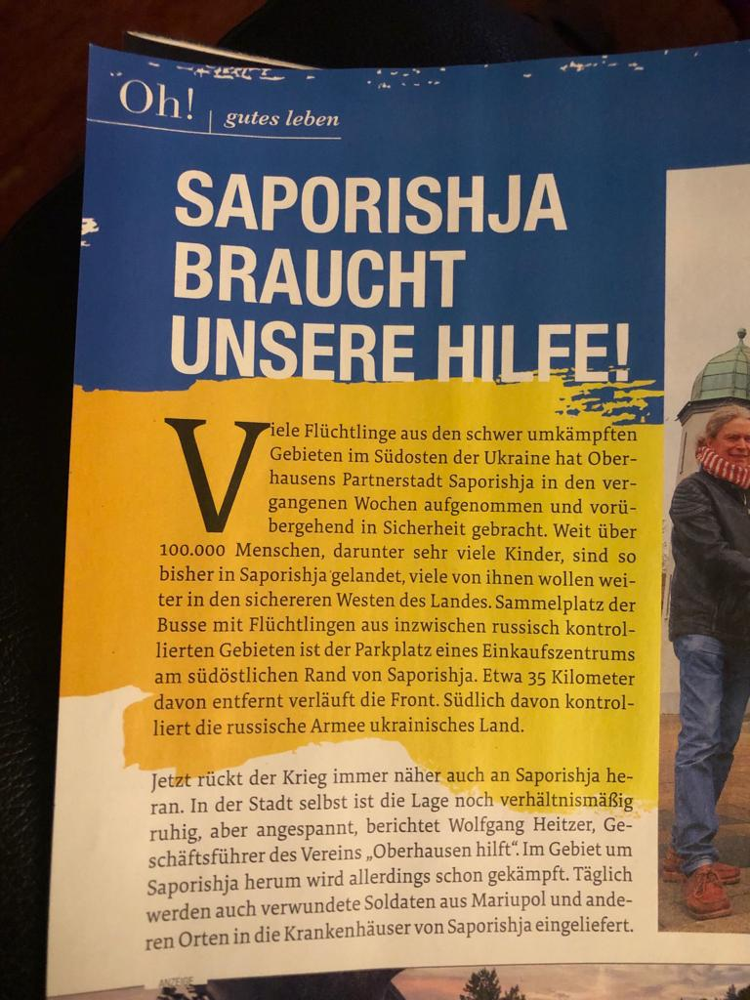 Oh! | gutes leben
SAPORISHJA
BRAUCHT
UNSERE HILFE!
Viele Flüchtlinge aus den schwer umkämpften
Gebieten im Südosten der Ukraine hat Ober-
hausens Partnerstadt Saporishja in den ver-
gangenen Wochen aufgenommen und vorü-
bergehend in Sicherheit gebracht. Weit über
100.000 Menschen, darunter sehr viele Kinder, sind so
bisher in Saporishja gelandet, viele von ihnen wollen wei-
ter in den sichereren Westen des Landes. Sammelplatz der
Busse mit Flüchtlingen aus inzwischen russisch kontrol-
lierten Gebieten ist der Parkplatz eines Einkaufszentrums
am südöstlichen Rand von Saporishja. Etwa 35 Kilometer
davon entfernt verläuft die Front. Südlich davon kontrol-
liert die russische Armee ukrainisches Land.
Jetzt rückt der Krieg immer näher auch an Saporishja he-
ran. In der Stadt selbst ist die Lage noch verhältnismäßig
ruhig, aber angespannt, berichtet Wolfgang Heitzer, Ge-
schäftsführer des Vereins „Oberhausen hilft“. Im Gebiet um
Saporishja herum wird allerdings schon gekämpft. Täglich
werden auch verwundete Soldaten aus Mariupol und ande-
ren Orten in die Krankenhäuser von Saporishja eingeliefert.
ANZEIGE